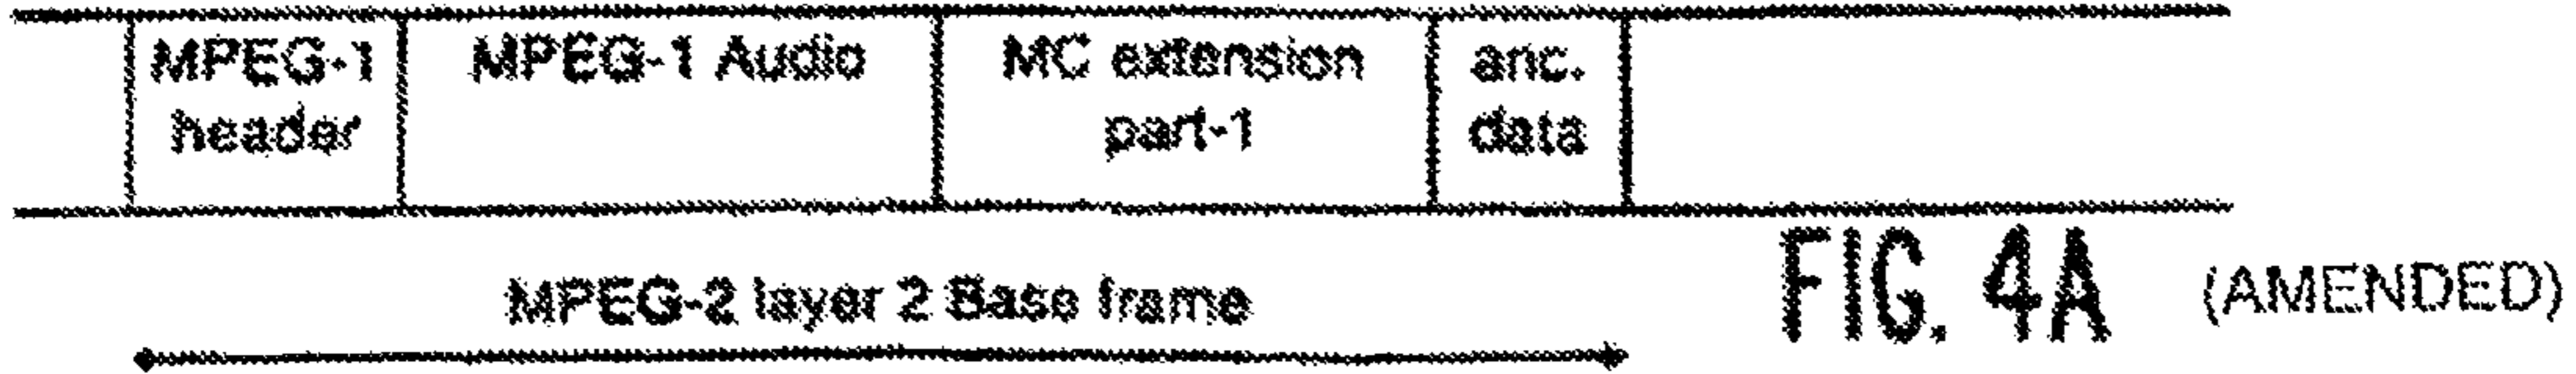 MPEG-1 header
MPEG-1 Audio
MC extension part-1
anc. data
MPEG-2 layer 2 Base frame
FIG. 4A (AMENDED)